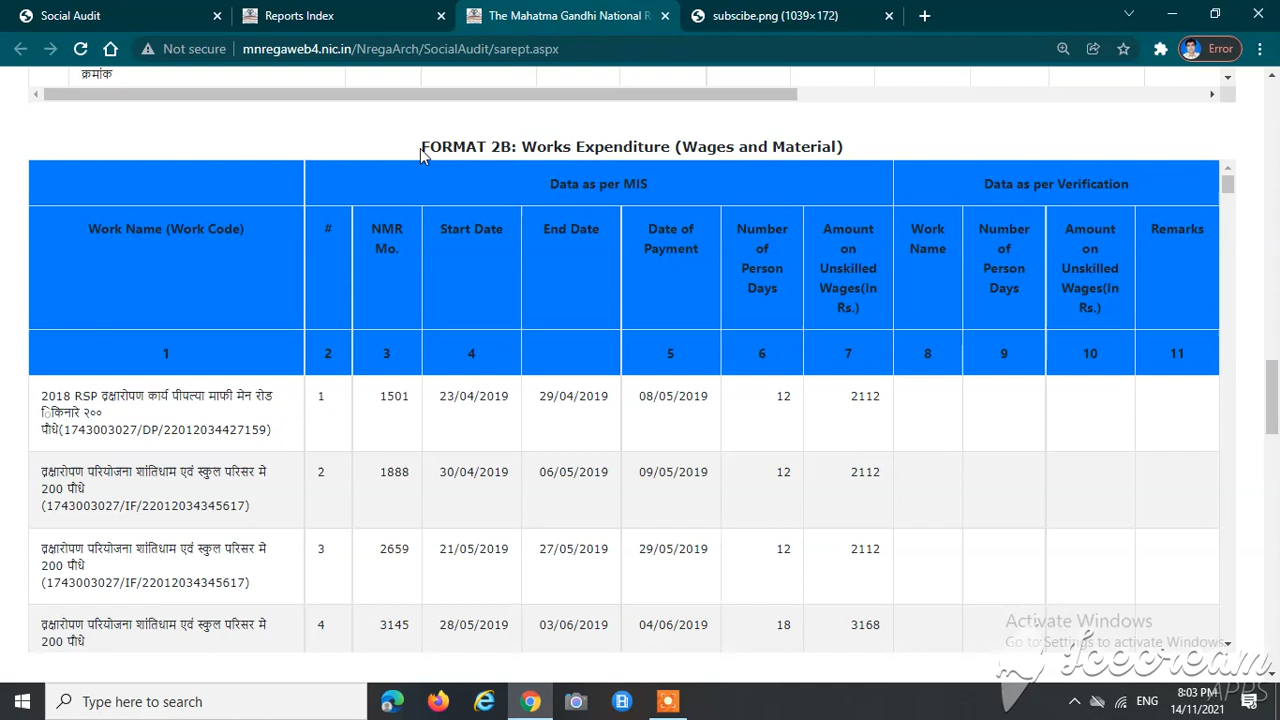 Social Audit
Reports Index
The Mahatma Gandhi National R
subscibe.png (1039×172)
Not secure
mnregaweb4.nic.in/NregaArch/SocialAudit/sarept.aspx
Error
क्रमांक
FORMAT 2B: Works Expenditure (Wages and Material)
Data as per MIS
Data as per Verification
Work Name (Work Code)
#
NMR
Mo.
Start Date
End Date
Date of
Payment
Number
of
Person
Days
Amount
on
Unskilled
Wages(In
Rs.)
Work
Name
Number
of
Person
Days
Amount
on
Unskilled
Wages(In
Rs.)
Remarks
1 2 3 4 5 6 7 8 9 10 11
2018 RSP व्रक्षारोपण कार्य पीपल्या माफी मेन रोड
िकिनारे २००
पौधे(1743003027/DP/22012034427159)
1 1501 23/04/2019 29/04/2019 08/05/2019 12 2112
व्रक्षारोपण परियोजना शांतिधाम एवं स्कुल परिसर मे
200 पौधे
(1743003027/IF/22012034345617)
2 1888 30/04/2019 06/05/2019 09/05/2019 12 2112
व्रक्षारोपण परियोजना शांतिधाम एवं स्कुल परिसर मे
200 पौधे
(1743003027/IF/22012034345617)
3 2659 21/05/2019 27/05/2019 29/05/2019 12 2112
व्रक्षारोपण परियोजना शांतिधाम एवं स्कुल परिसर मे
200 पौधे
4 3145 28/05/2019 03/06/2019 04/06/2019 18 3168
Activate Windows
Go to Settings to activate Windows.
Icecream
APPS
Type here to search
ENG
8:03 PM
14/11/2021